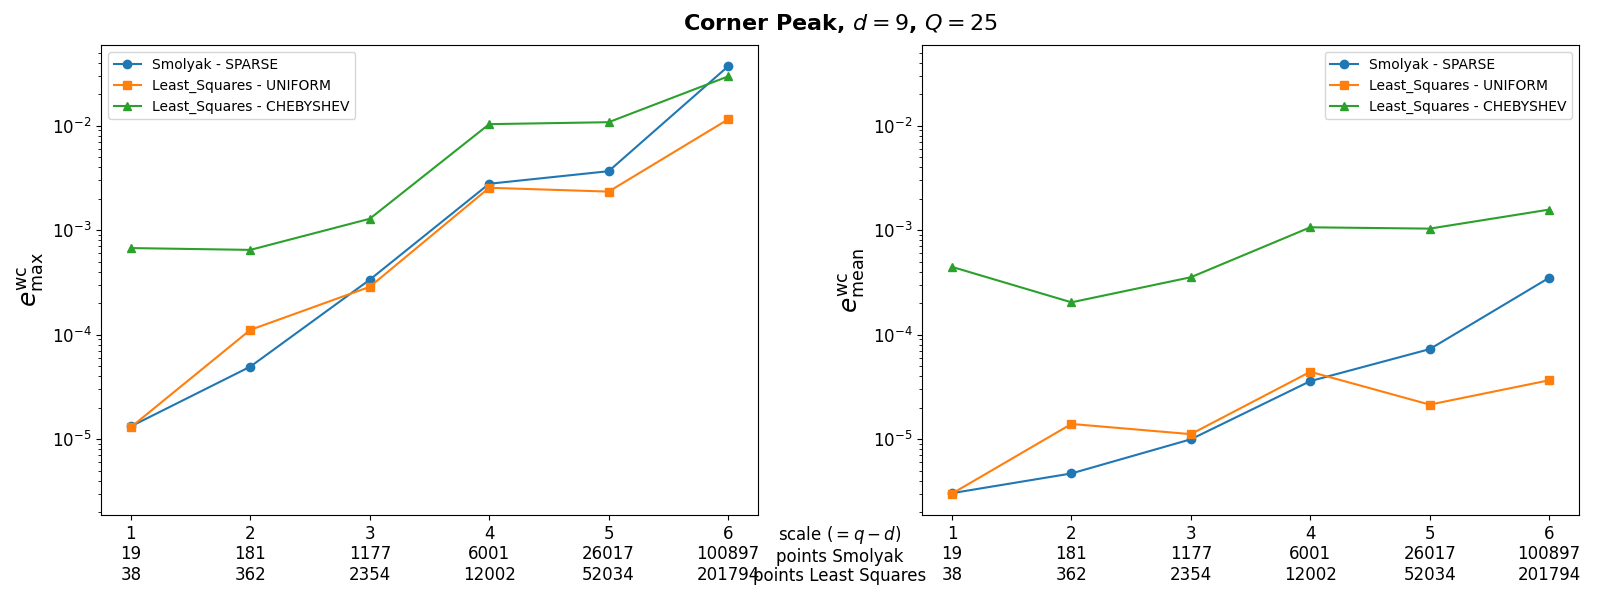 Corner Peak, d = 9, Q = 25
Smolyak - SPARSE
Least_Squares - UNIFORM
Least_Squares - CHEBYSHEV
10⁻²
10⁻³
10⁻⁴
10⁻⁵
e^wc_max
1 2 3 4 5 6
19 181 1177 6001 26017 100897
38 362 2354 12002 52034 201794
scale (= q − d)
points Smolyak
points Least Squares
Smolyak - SPARSE
Least_Squares - UNIFORM
Least_Squares - CHEBYSHEV
10⁻²
10⁻³
10⁻⁴
10⁻⁵
e^wc_mean
1 2 3 4 5 6
19 181 1177 6001 26017 100897
38 362 2354 12002 52034 201794